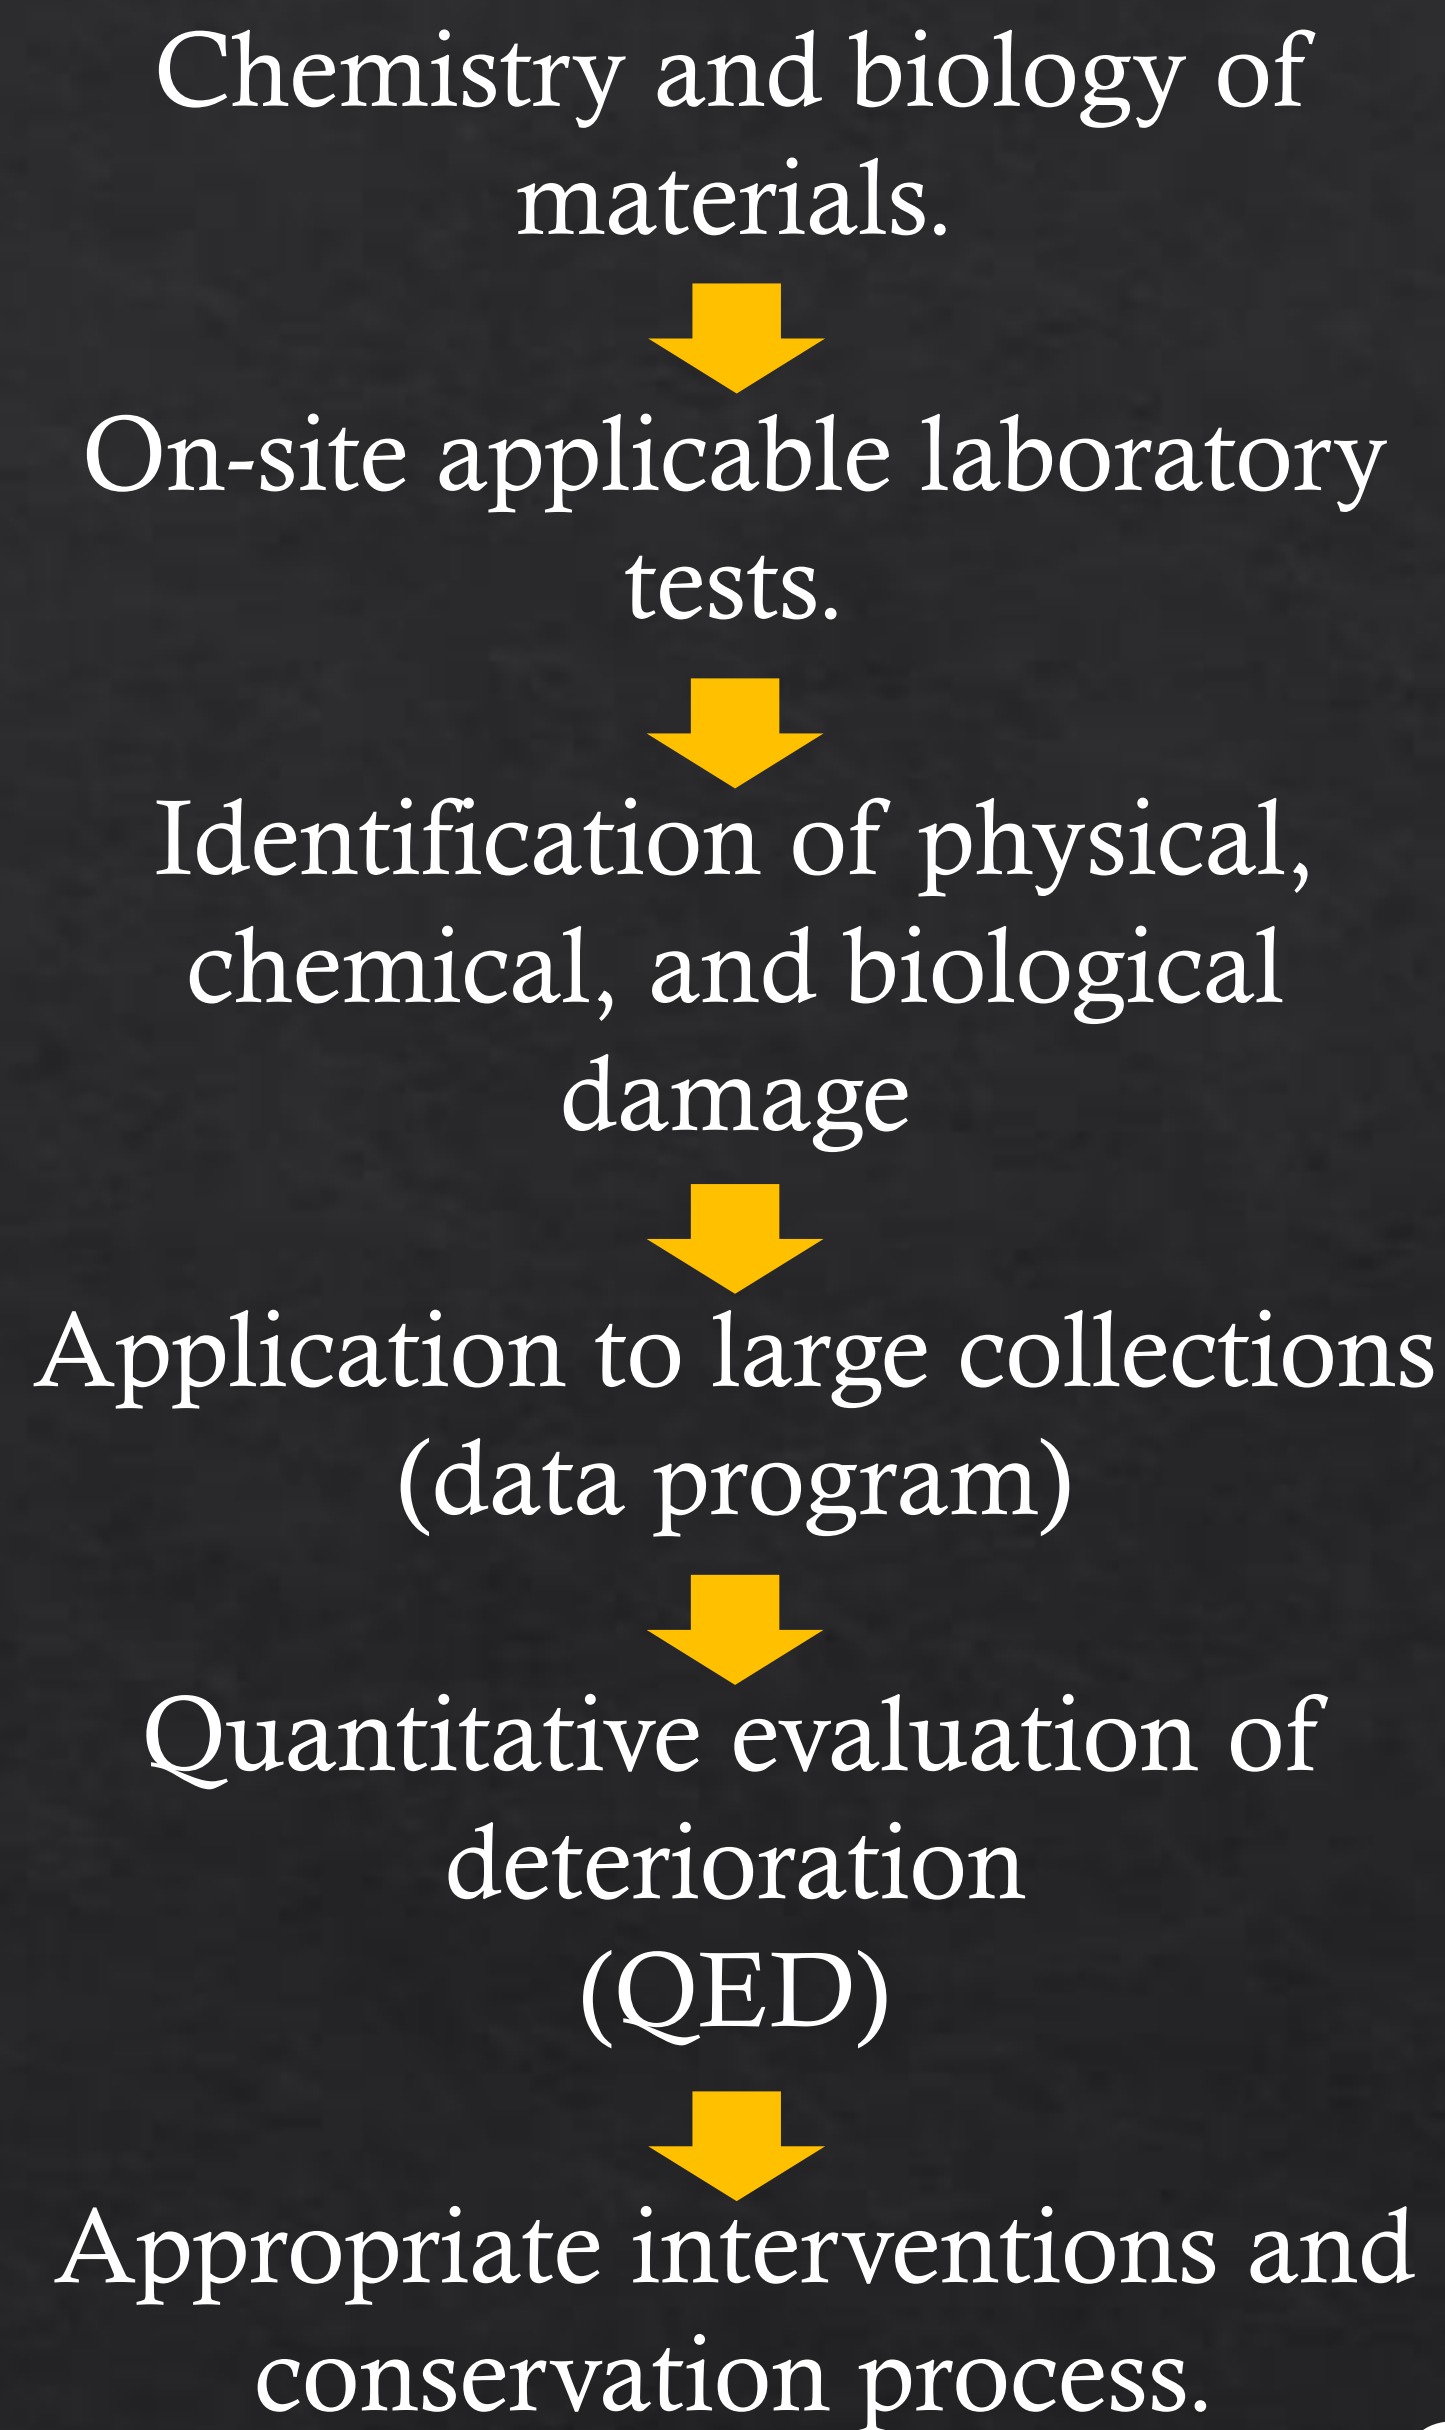 Chemistry and biology of
materials.
On-site applicable laboratory
tests.
Identification of physical,
chemical, and biological
damage
Application to large collections
(data program)
Quantitative evaluation of
deterioration
(QED)
Appropriate interventions and
conservation process.